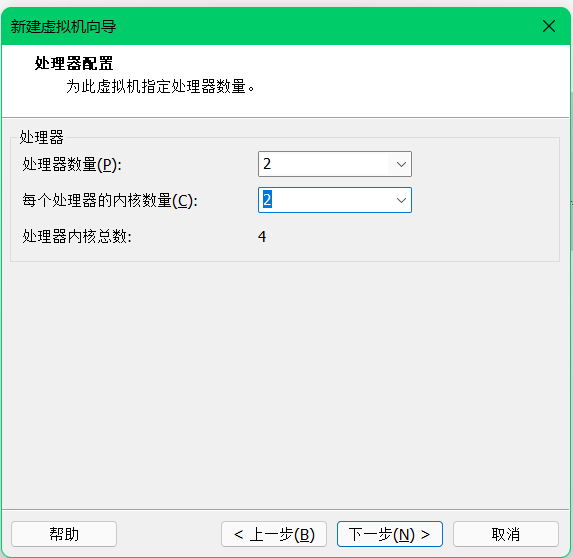 新建虚拟机向导
处理器配置
为此虚拟机指定处理器数量。
处理器
处理器数量(P): 2
每个处理器的内核数量(C): 2
处理器内核总数: 4
帮助 < 上一步(B) 下一步(N) > 取消